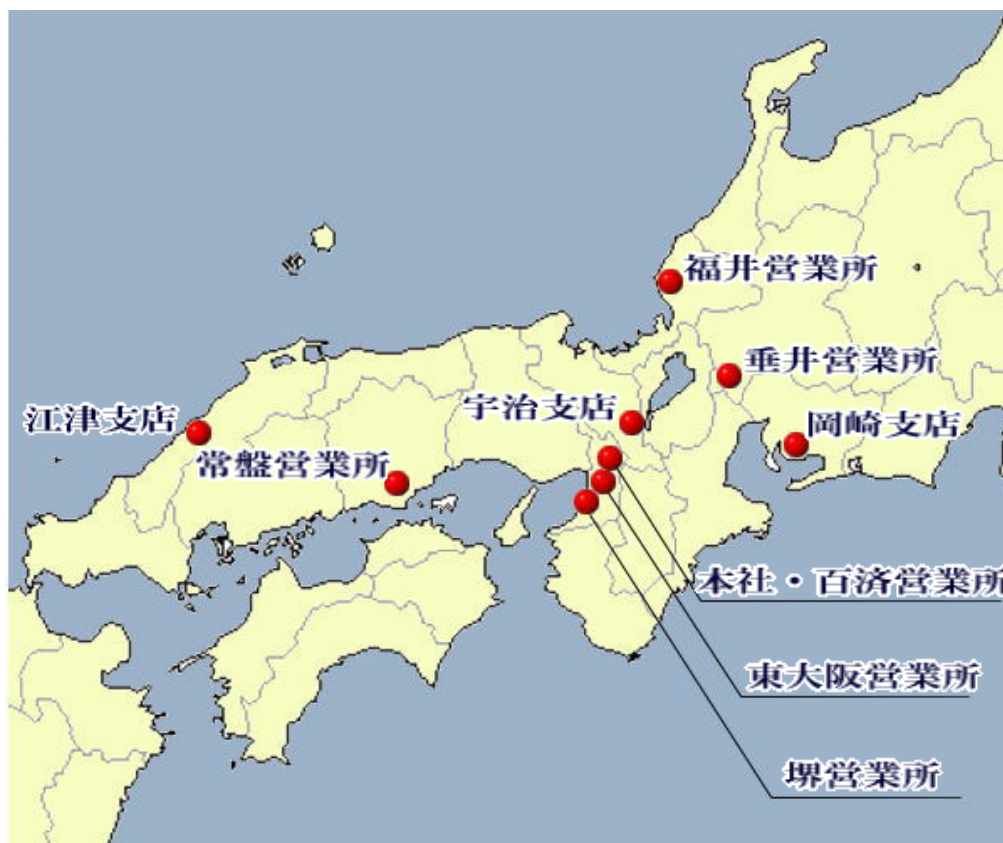 福井営業所
垂井営業所
宇治支店
江津支店
岡崎支店
常盤営業所
本社・百済営業所
東大阪営業所
堺営業所